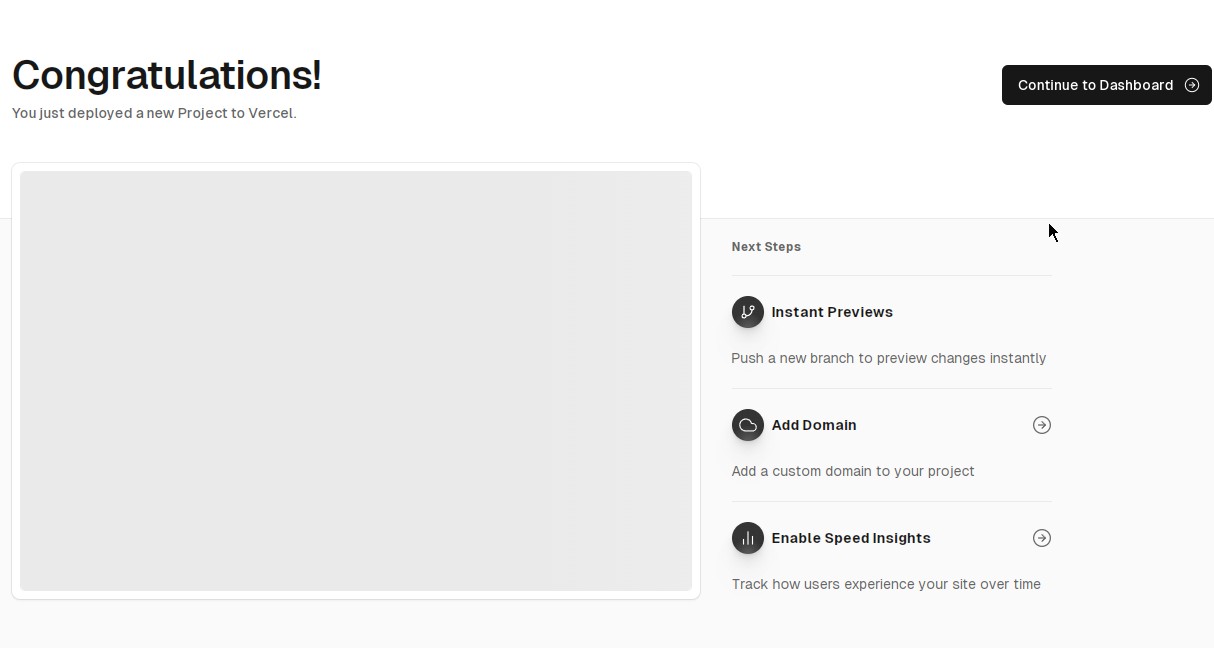 Congratulations!
You just deployed a new Project to Vercel.
Continue to Dashboard
Next Steps
Instant Previews
Push a new branch to preview changes instantly
Add Domain
Add a custom domain to your project
Enable Speed Insights
Track how users experience your site over time